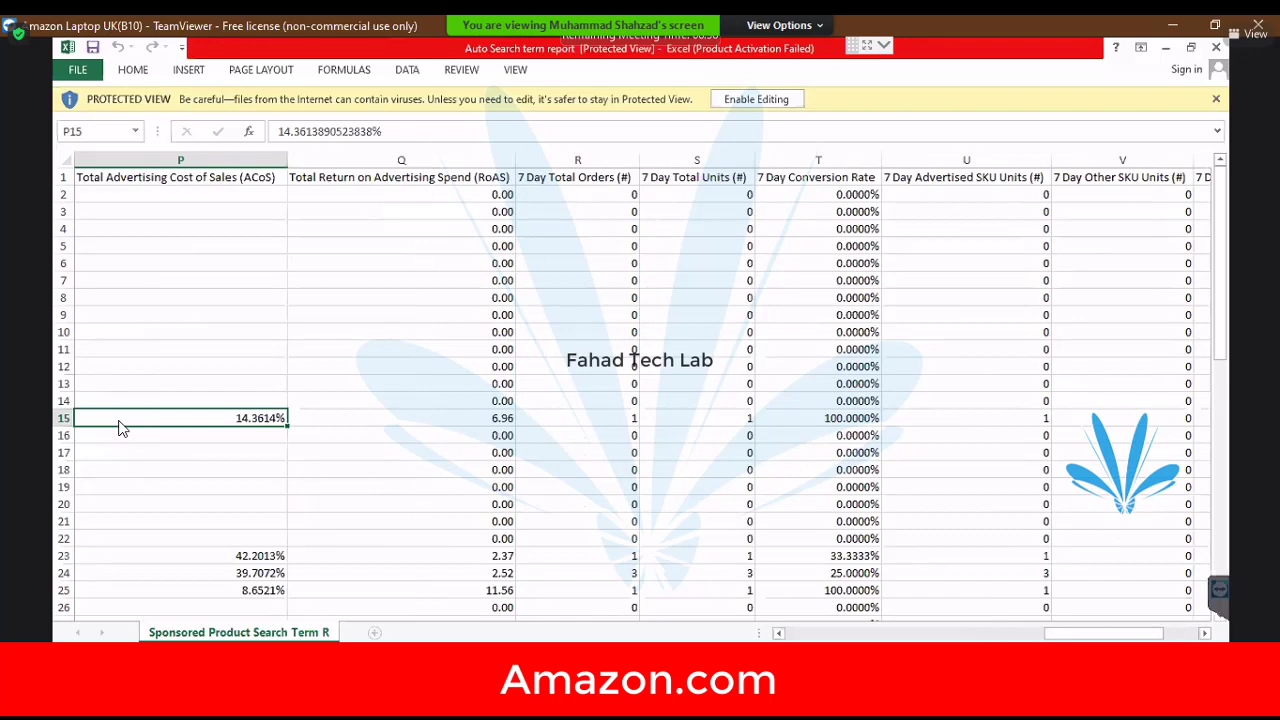 Amazon Laptop UK(B10) - TeamViewer - Free license (non-commercial use only)
You are viewing Muhammad Shahzad's screen
View Options
View
Auto Search term report [Protected View] - Excel (Product Activation Failed)
?
FILE HOME INSERT PAGE LAYOUT FORMULAS DATA REVIEW VIEW
Sign in
PROTECTED VIEW Be careful—files from the Internet can contain viruses. Unless you need to edit, it's safer to stay in Protected View. Enable Editing
P15 fx 14.3613890523838%
P Q R S T U V
1 Total Advertising Cost of Sales (ACoS) Total Return on Advertising Spend (RoAS) 7 Day Total Orders (#) 7 Day Total Units (#) 7 Day Conversion Rate 7 Day Advertised SKU Units (#) 7 Day Other SKU Units (#) 7 D
2 0.00 0 0 0.0000% 0 0
3 0.00 0 0 0.0000% 0 0
4 0.00 0 0 0.0000% 0 0
5 0.00 0 0 0.0000% 0 0
6 0.00 0 0 0.0000% 0 0
7 0.00 0 0 0.0000% 0 0
8 0.00 0 0 0.0000% 0 0
9 0.00 0 0 0.0000% 0 0
10 0.00 0 0 0.0000% 0 0
11 0.00 0 0 0.0000% 0 0
Fahad Tech Lab
12 0.00 0 0 0.0000% 0 0
13 0.00 0 0 0.0000% 0 0
14 0.00 0 0 0.0000% 0 0
15 14.3614% 6.96 1 1 100.0000% 1 0
16 0.00 0 0 0.0000% 0 0
17 0.00 0 0 0.0000% 0 0
18 0.00 0 0 0.0000% 0 0
19 0.00 0 0 0.0000% 0 0
20 0.00 0 0 0.0000% 0 0
21 0.00 0 0 0.0000% 0 0
22 0.00 0 0 0.0000% 0 0
23 42.2013% 2.37 1 1 33.3333% 1 0
24 39.7072% 2.52 3 3 25.0000% 3 0
25 8.6521% 11.56 1 1 100.0000% 1 0
26 0.00 0 0 0.0000% 0 0
Sponsored Product Search Term R
Amazon.com